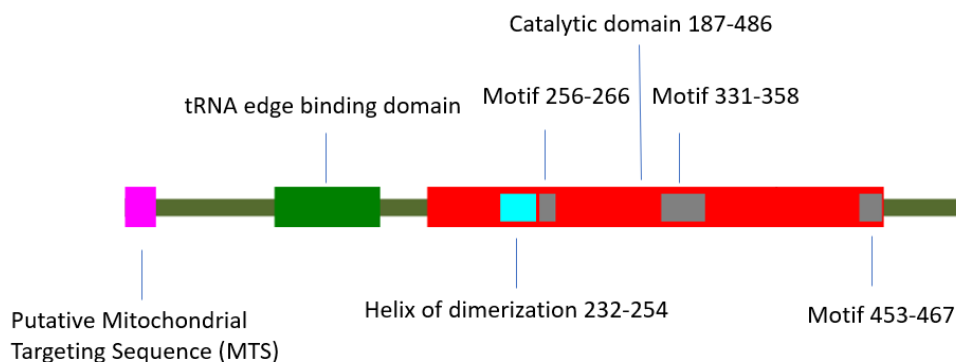 Catalytic domain 187-486
tRNA edge binding domain
Motif 256-266
Motif 331-358
Putative Mitochondrial
Targeting Sequence (MTS)
Helix of dimerization 232-254
Motif 453-467